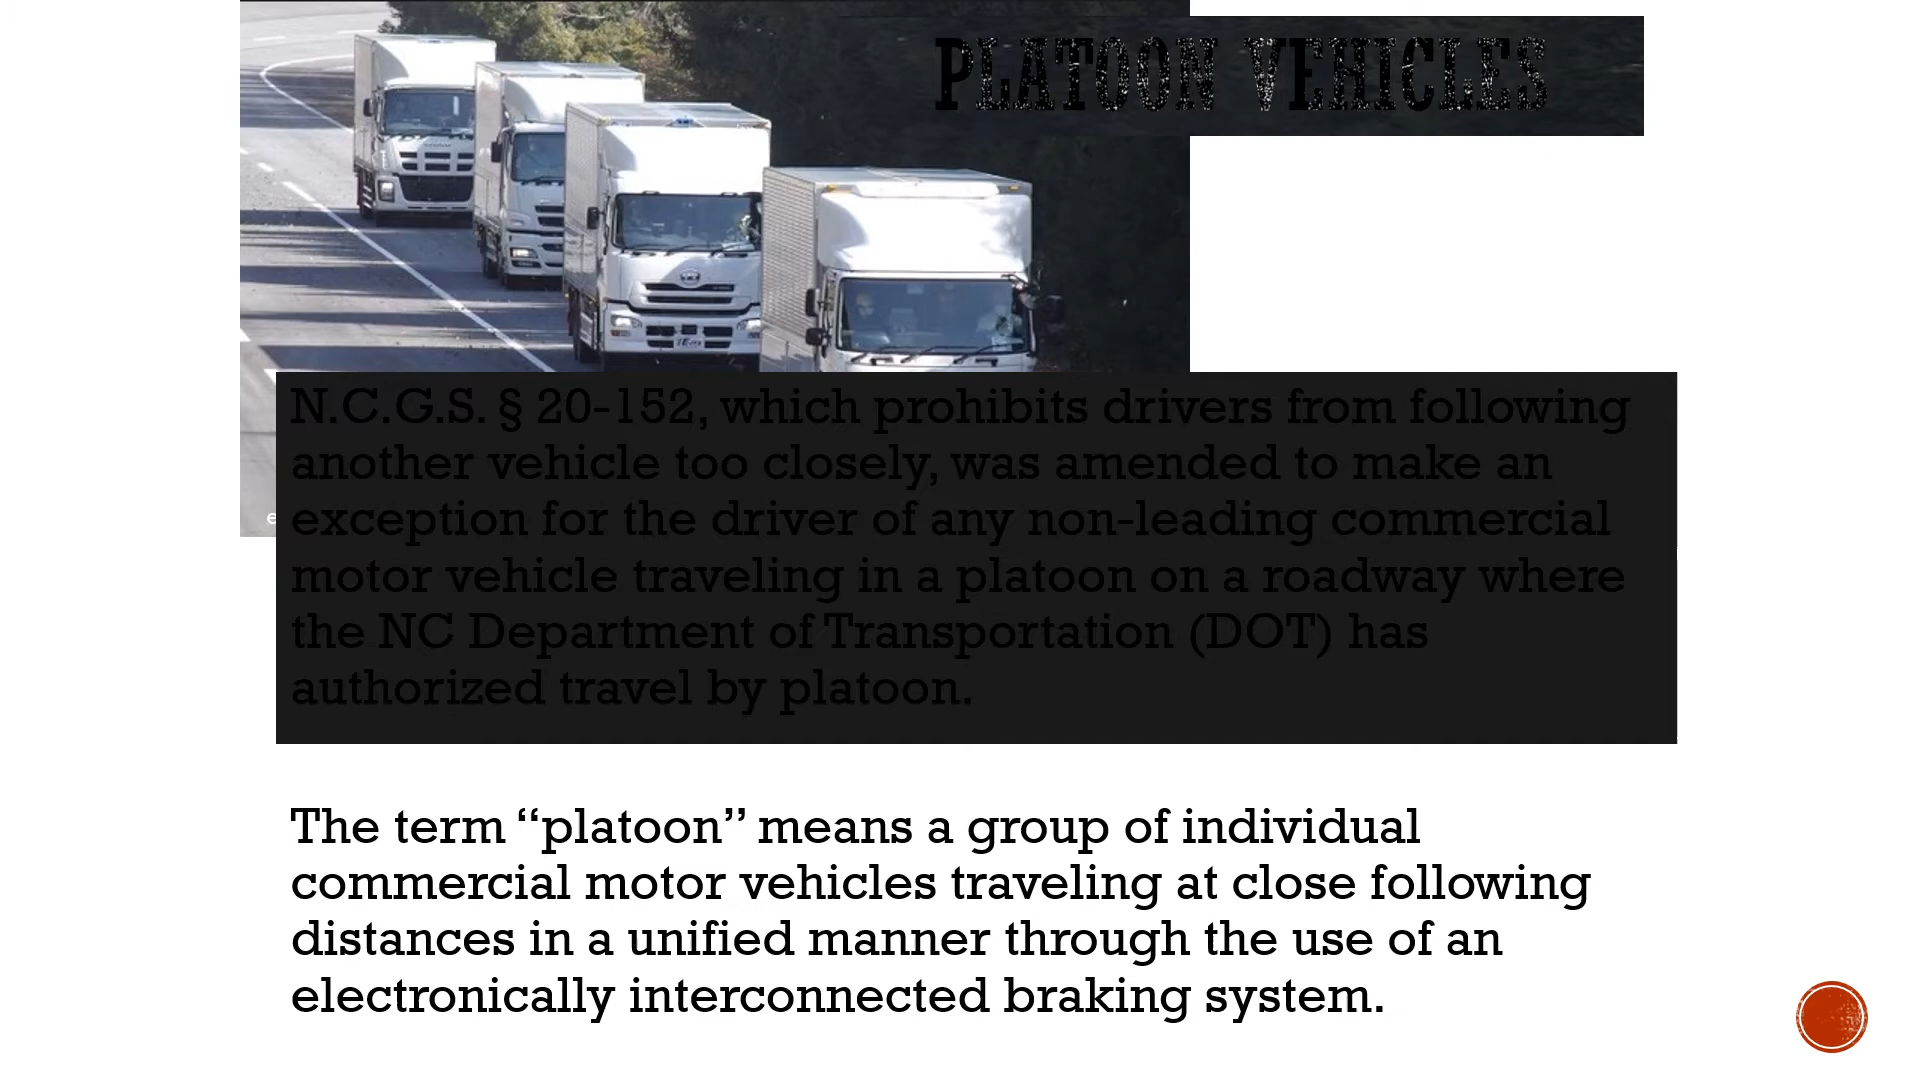 PLATOON VEHICLES
N.C.G.S. § 20-152, which prohibits drivers from following
another vehicle too closely, was amended to make an
exception for the driver of any non-leading commercial
motor vehicle traveling in a platoon on a roadway where
the NC Department of Transportation (DOT) has
authorized travel by platoon.
The term “platoon” means a group of individual
commercial motor vehicles traveling at close following
distances in a unified manner through the use of an
electronically interconnected braking system.